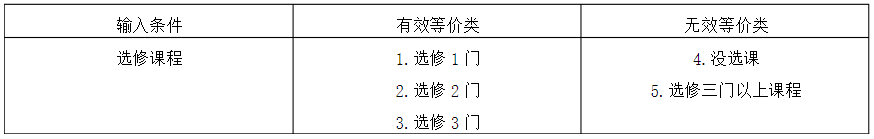 输入条件 有效等价类 无效等价类
选修课程 1.选修 1 门 4.没选课
2.选修 2 门 5.选修三门以上课程
3.选修 3 门